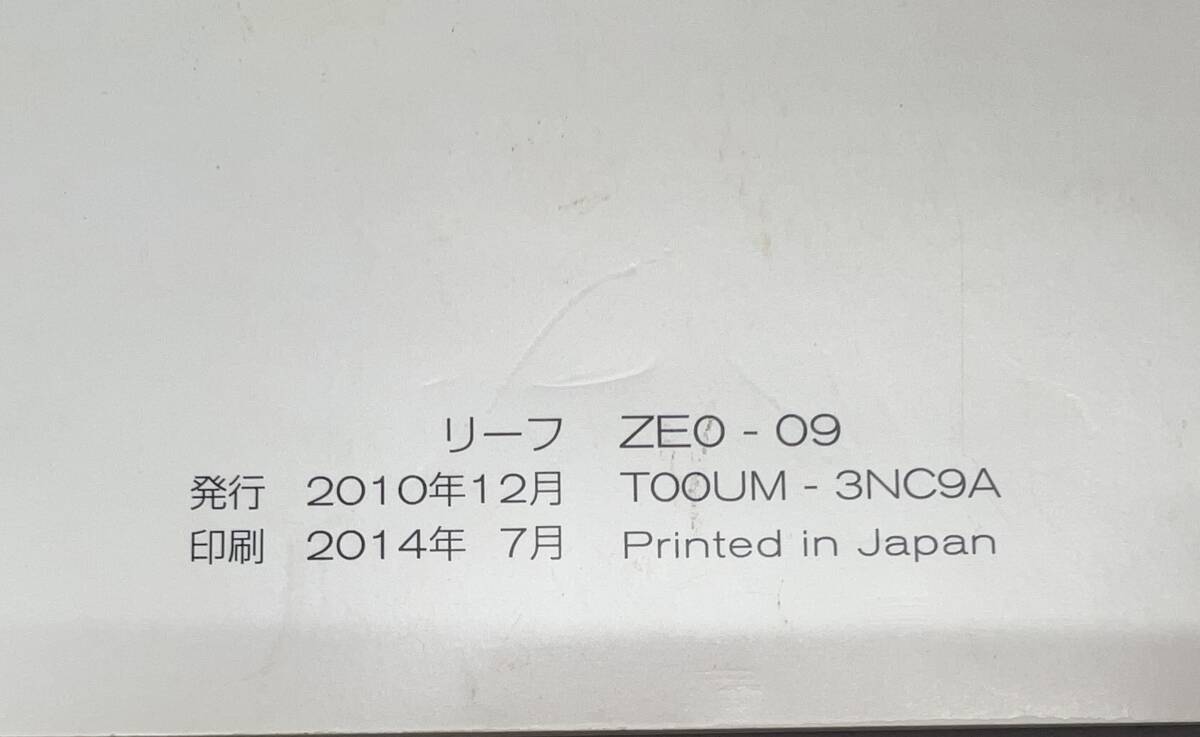 リーフ ZE0 - 09
発行 2010年12月 T00UM - 3NC9A
印刷 2014年 7月 Printed in Japan